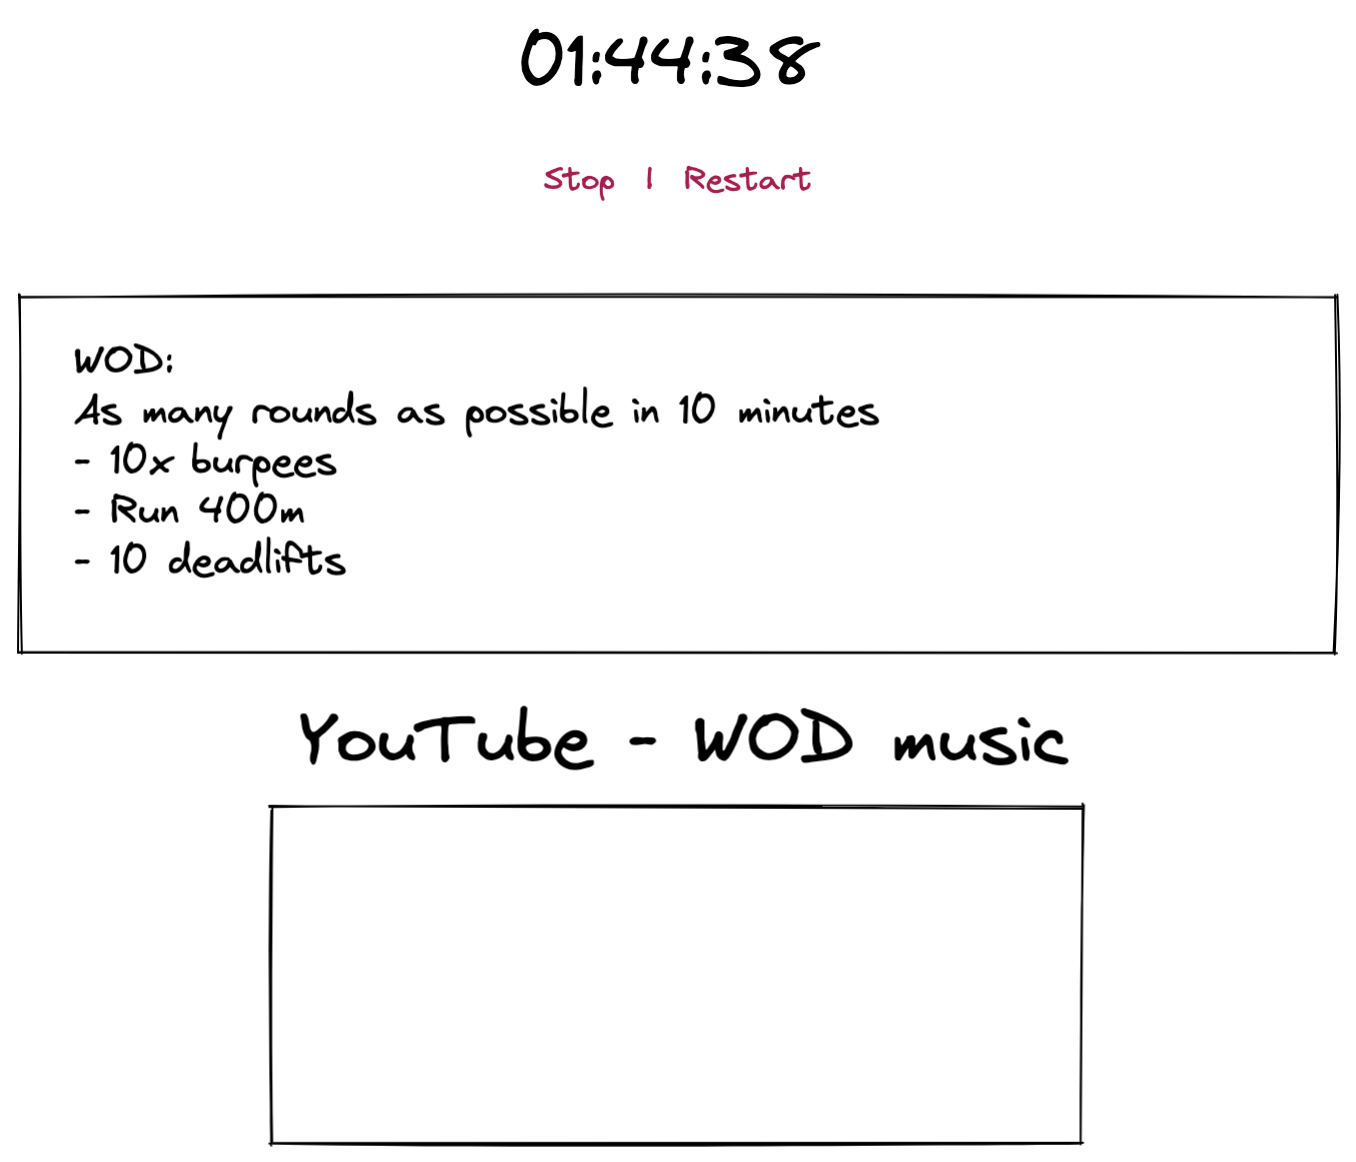 01:44:38
Stop | Restart
WOD:
As many rounds as possible in 10 minutes
- 10x burpees
- Run 400m
- 10 deadlifts
YouTube - WOD music